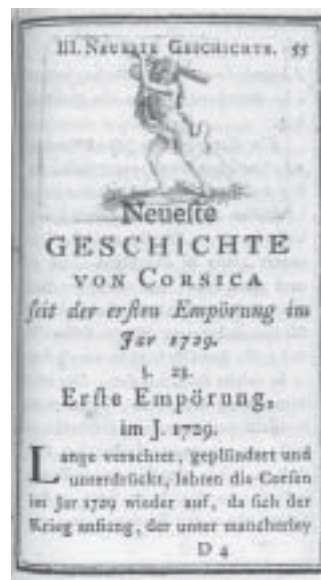 III. NEUESTE GESCHICHTE. 55
Neueſte
GESCHICHTE
VON CORSICA
ſeit der erſten Empörung im
Jar 1729.
§. 23.
Erſte Empörung,
im J. 1729.
Lange verachtet, geplündert und
unterdrückt, lebten die Corſen
im Jar 1729 wieder auf, da ſich der
Krieg anfing, der unter mancherley
D 4